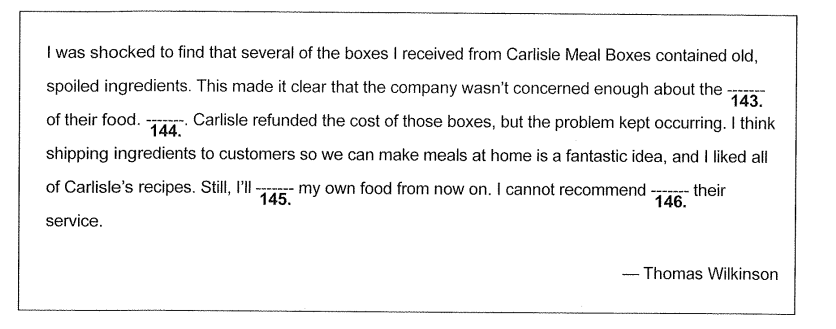 I was shocked to find that several of the boxes I received from Carlisle Meal Boxes contained old,
spoiled ingredients. This made it clear that the company wasn't concerned enough about the -------
143.
of their food. -------. Carlisle refunded the cost of those boxes, but the problem kept occurring. I think
144.
shipping ingredients to customers so we can make meals at home is a fantastic idea, and I liked all
of Carlisle's recipes. Still, I'll ------- my own food from now on. I cannot recommend ------- their
145. 146.
service.
— Thomas Wilkinson